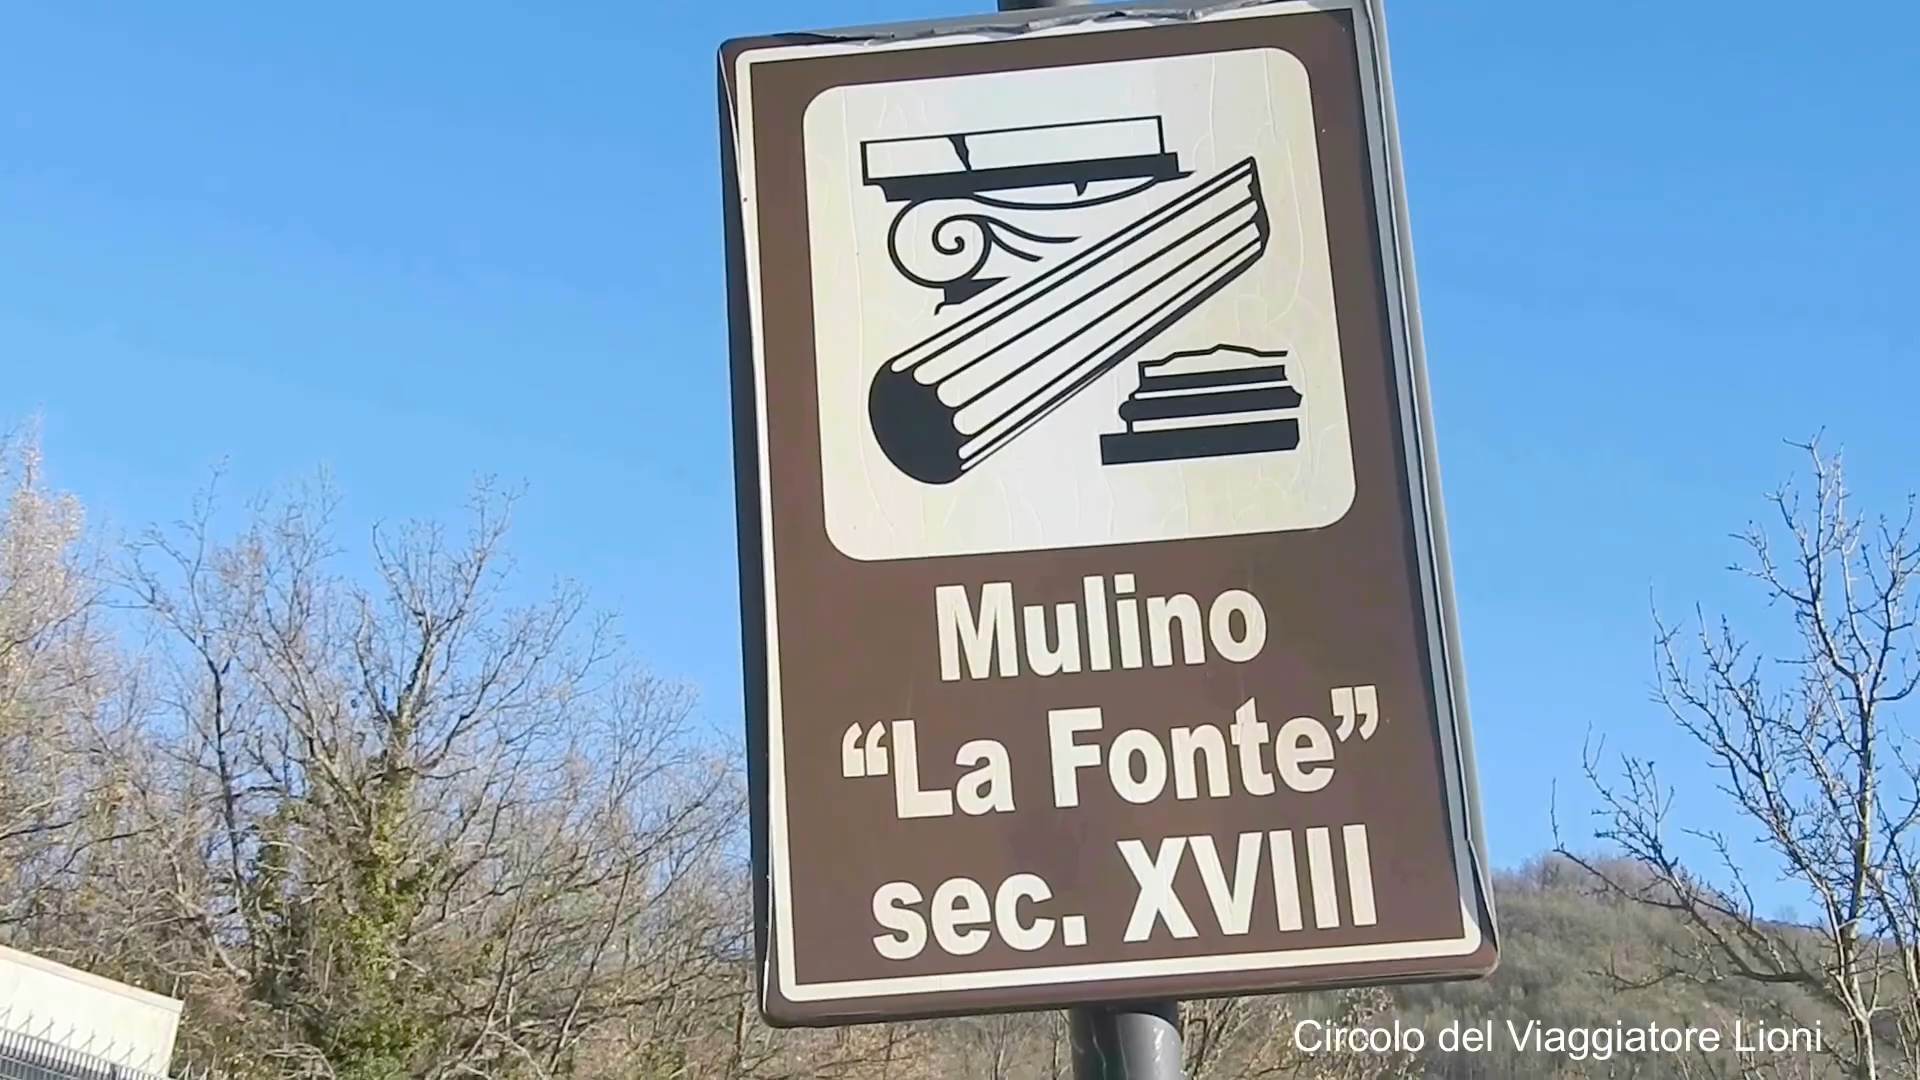 Mulino
“La Fonte”
sec. XVIII
Circolo del Viaggiatore Lioni